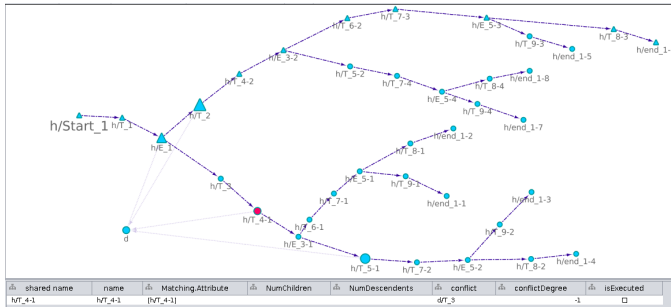 h/T_7-3
h/T_6-2
h/E_5-3
h/T_8-3
h/T_9-3
h/end_1-
h/end_1-5
h/E_3-2
h/T_5-2
h/T_4-2
h/T_7-4
h/end_1-8
h/T_8-4
h/E_5-4
h/T_9-4
h/end_1-7
h/T_2
h/Start_1
h/T_1
h/E_1
h/end_1-2
h/T_8-1
h/E_5-1
h/T_9-1
h/T_3
h/T_7-1
h/end_1-1
h/end_1-3
h/T_4-1
h/T_6-1
h/T_9-2
d
h/E_3-1
h/T_5-1
h/T_7-2
h/E_5-2
h/T_8-2
h/end_1-4
shared name name Matching.Attribute NumChildren NumDescendents conflict conflictDegree isExecuted
h/T_4-1 h/T_4-1 [h/T_4-1] d/T_3 -1